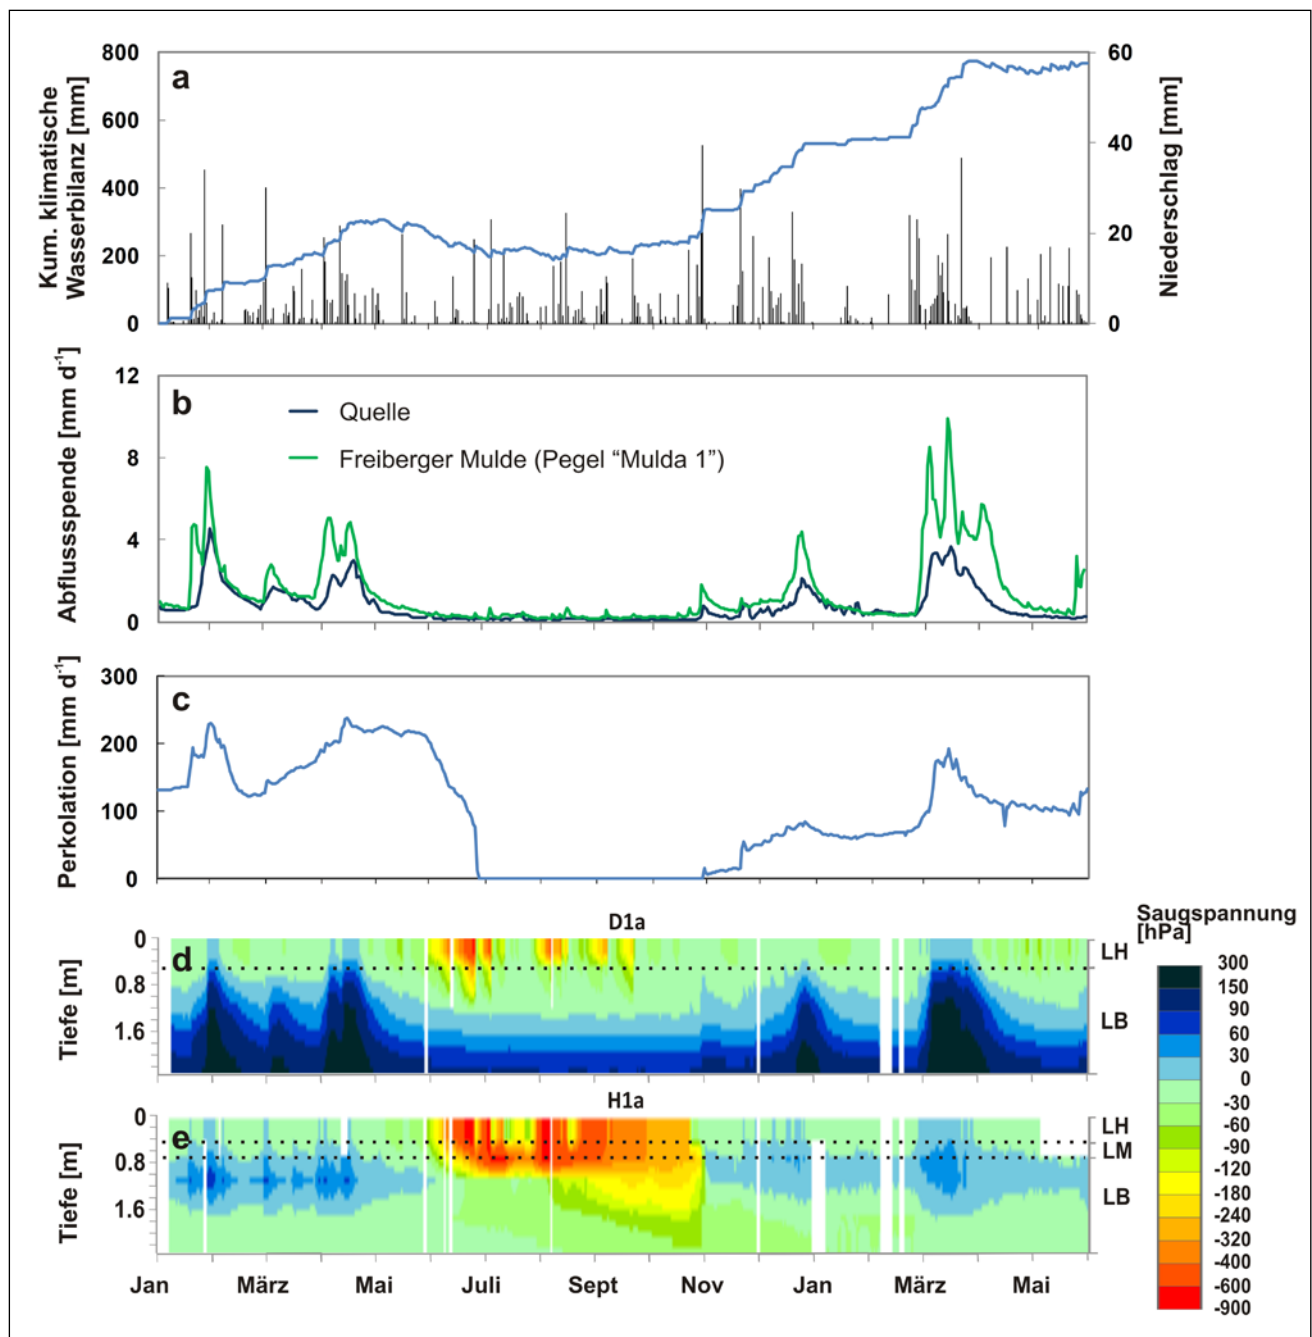 a
Kum. klimatische
Wasserbilanz [mm]
800
600
400
200
0
60
40
20
0
Niederschlag [mm]
b
Abflussspende [mm d⁻¹]
12
8
4
0
Quelle
Freiberger Mulde (Pegel “Mulda 1”)
c
Perkolation [mm d⁻¹]
300
200
100
0
D1a
d
Tiefe [m]
0
0.8
1.6
LH
LB
H1a
e
Tiefe [m]
0
0.8
1.6
LH
LM
LB
Jan März Mai Juli Sept Nov Jan März Mai
Saugspannung
[hPa]
300
150
90
60
30
0
-30
-60
-90
-120
-180
-240
-320
-400
-600
-900